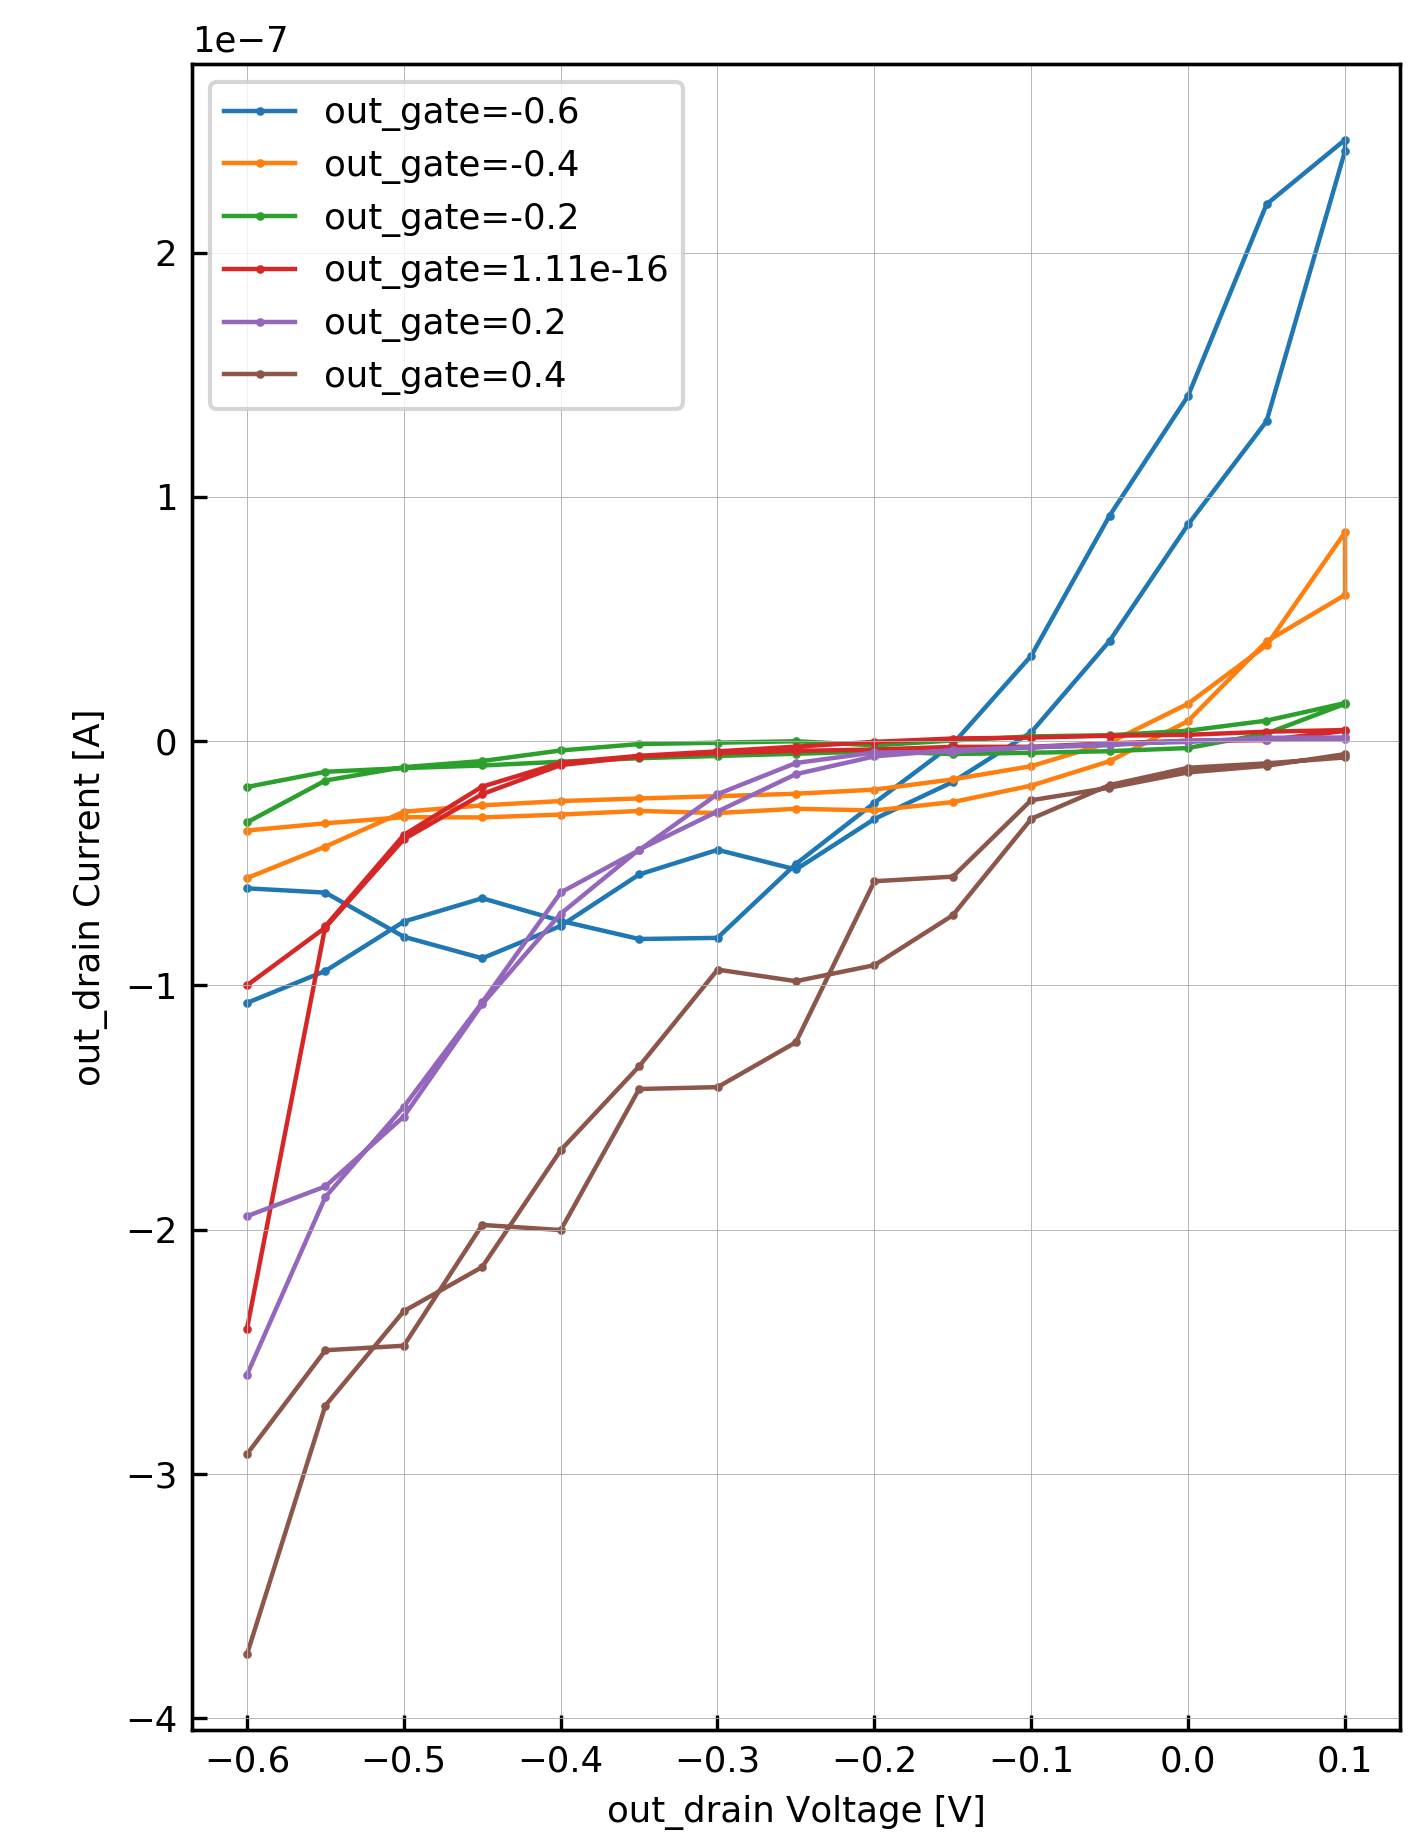 1e−7
out_gate=-0.6
out_gate=-0.4
out_gate=-0.2
out_gate=1.11e-16
out_gate=0.2
out_gate=0.4
2
1
0
−1
−2
−3
−4
out_drain Current [A]
−0.6 −0.5 −0.4 −0.3 −0.2 −0.1 0.0 0.1
out_drain Voltage [V]